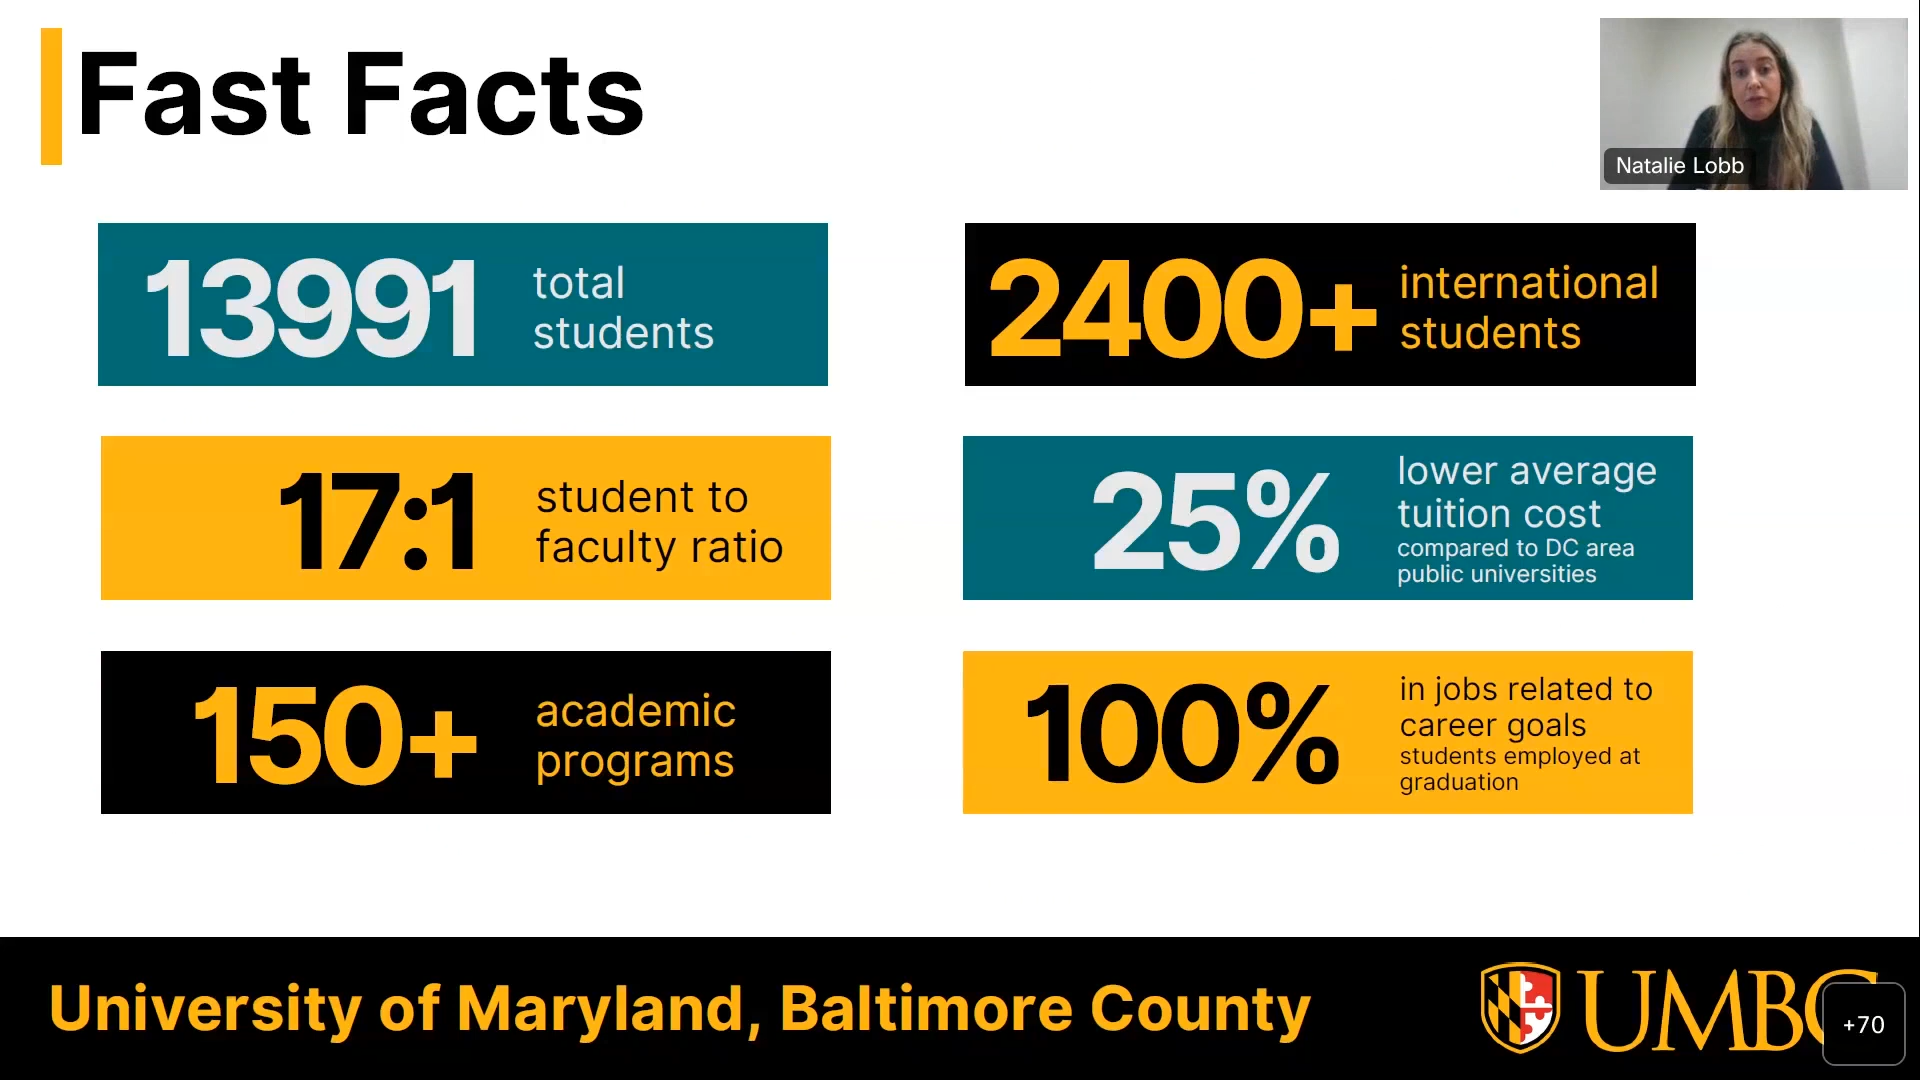 Fast Facts
Natalie Lobb
13991
total
students
2400+
international
students
17:1
student to
faculty ratio
25%
lower average
tuition cost
compared to DC area
public universities
150+
academic
programs
100%
in jobs related to
career goals
students employed at
graduation
University of Maryland, Baltimore County
UMBC
+70